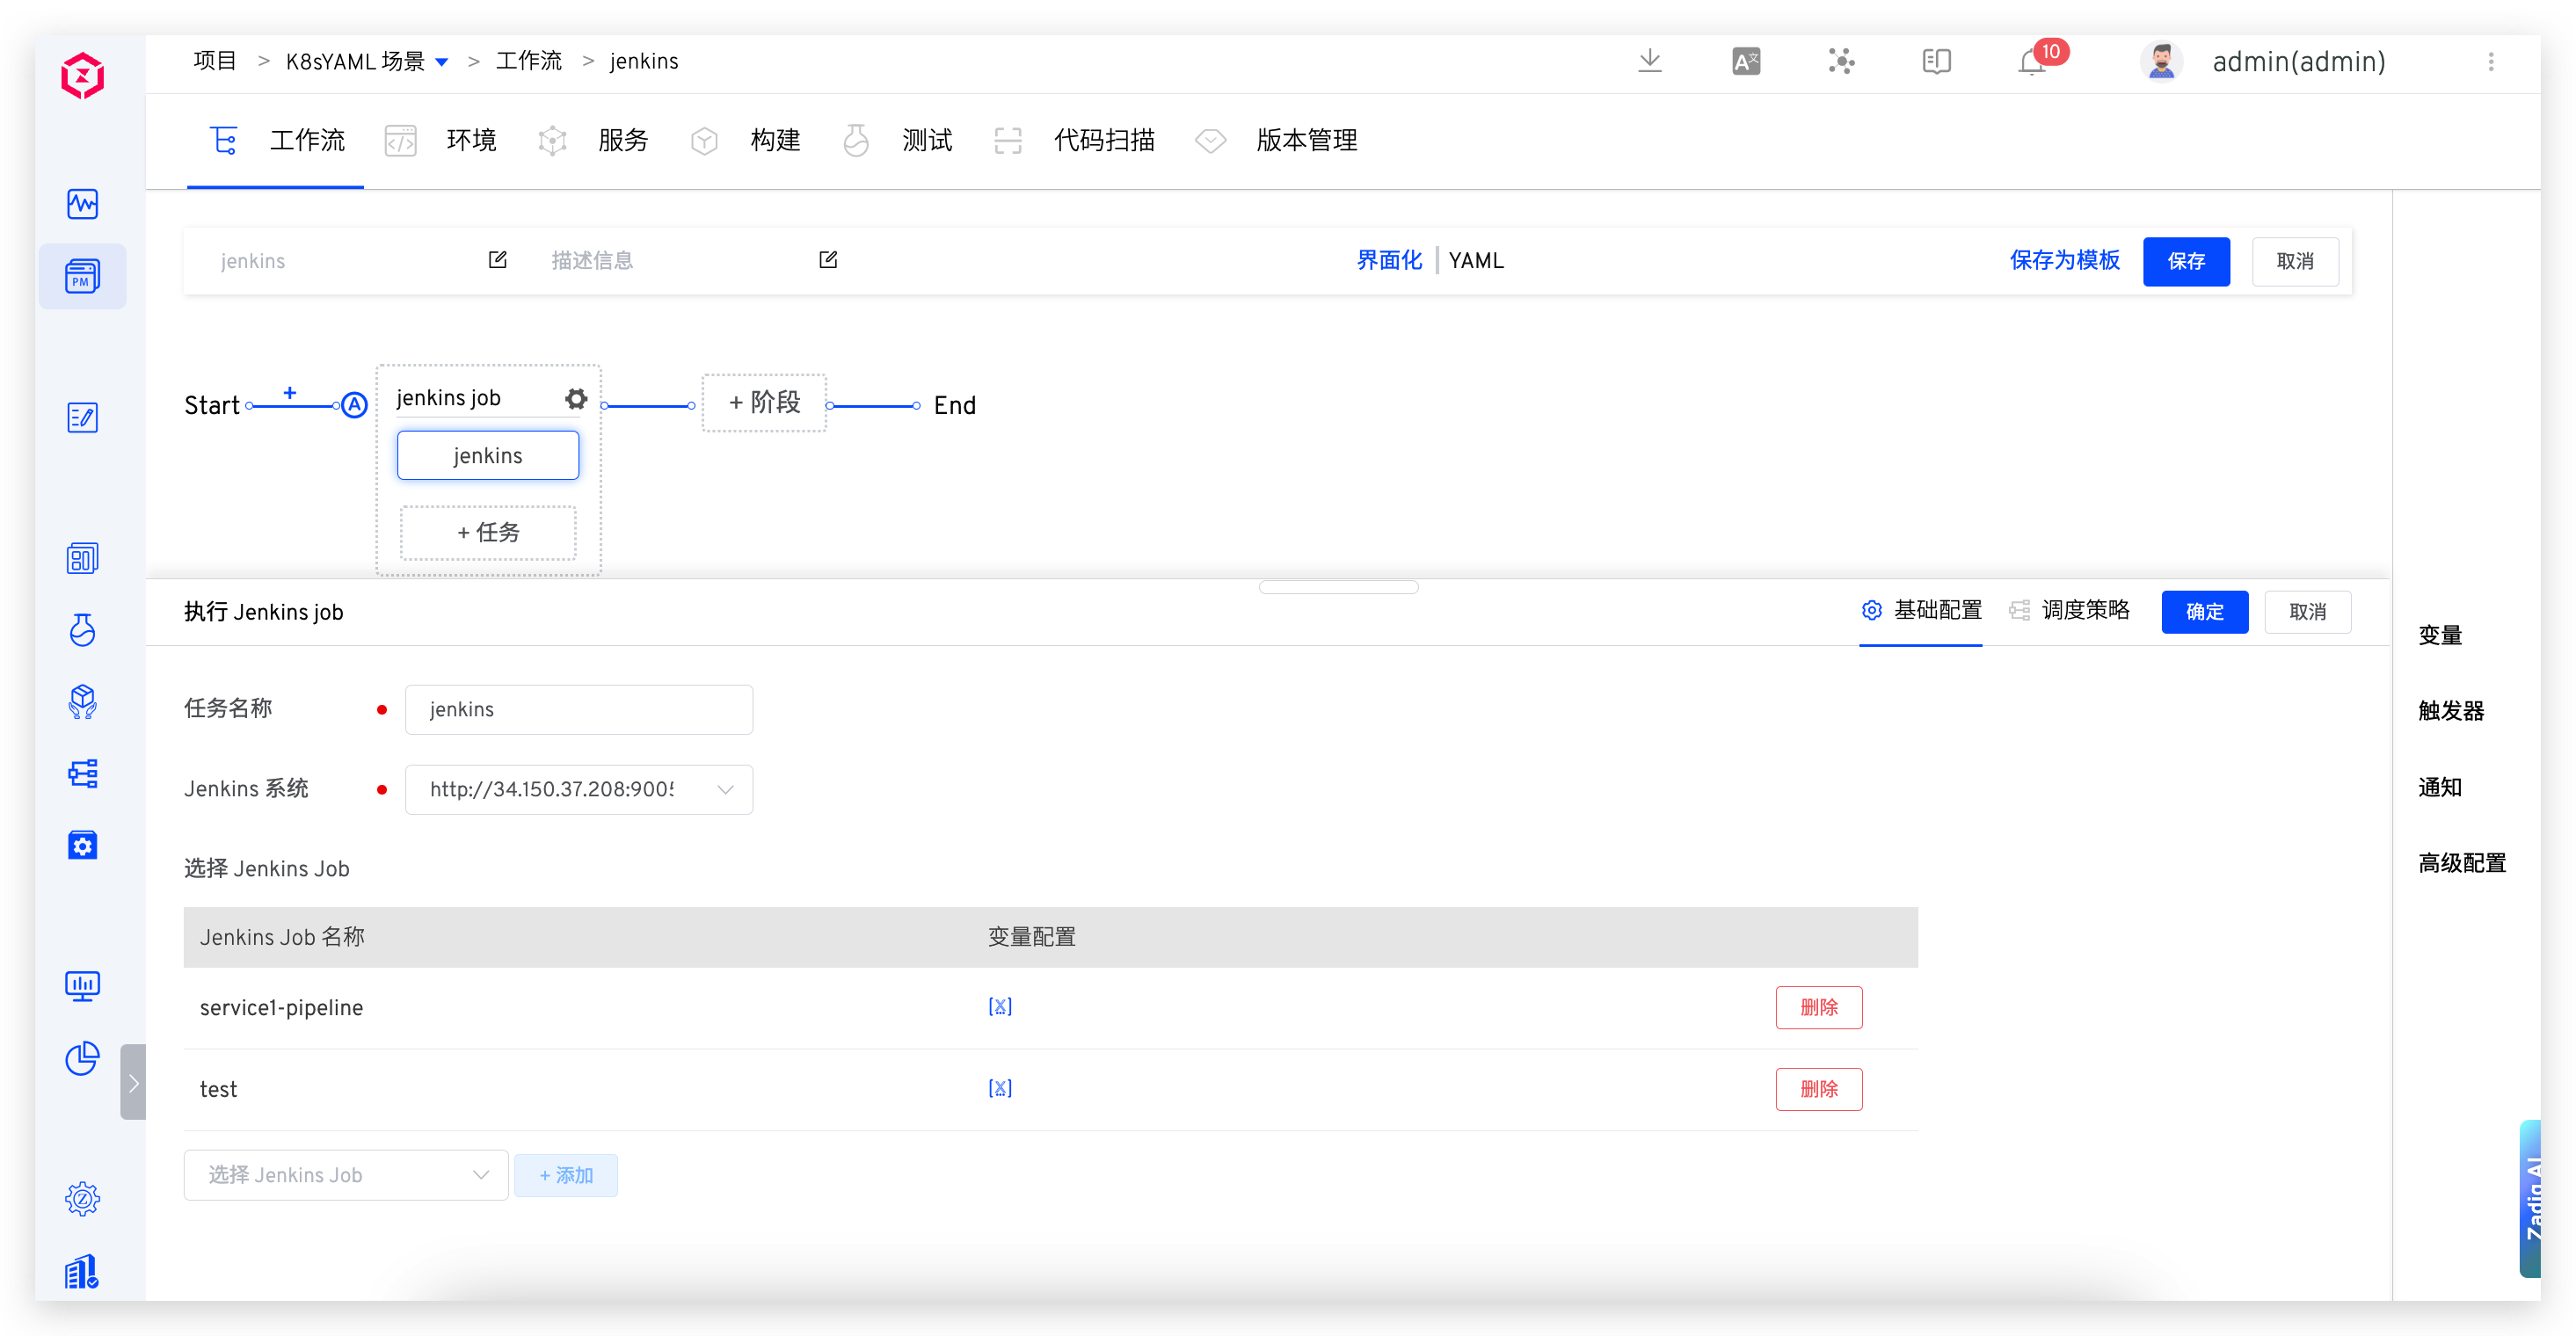 项目 > K8sYAML 场景 > 工作流 > jenkins
10
admin(admin)
工作流 环境 服务 构建 测试 代码扫描 版本管理
PM
jenkins 描述信息 界面化 YAML 保存为模板 保存 取消
Start + A jenkins job + 阶段 End
jenkins
+ 任务
执行 Jenkins job 基础配置 调度策略 确定 取消
任务名称 jenkins
Jenkins 系统 http://34.150.37.208:9005
选择 Jenkins Job
Jenkins Job 名称 变量配置
service1-pipeline [x] 删除
test [x] 删除
选择 Jenkins Job + 添加
变量
触发器
通知
高级配置
Zadig AI